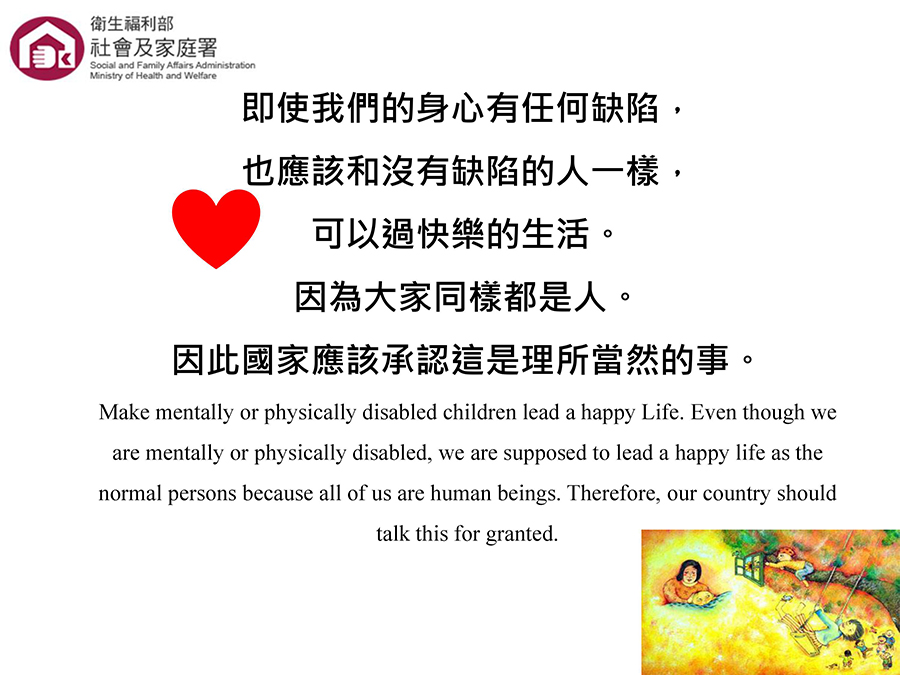 衛生福利部
社會及家庭署
Social and Family Affairs Administration
Ministry of Health and Welfare
即使我們的身心有任何缺陷，
也應該和沒有缺陷的人一樣，
可以過快樂的生活。
因為大家同樣都是人。
因此國家應該承認這是理所當然的事。
Make mentally or physically disabled children lead a happy Life. Even though we
are mentally or physically disabled, we are supposed to lead a happy life as the
normal persons because all of us are human beings. Therefore, our country should
talk this for granted.